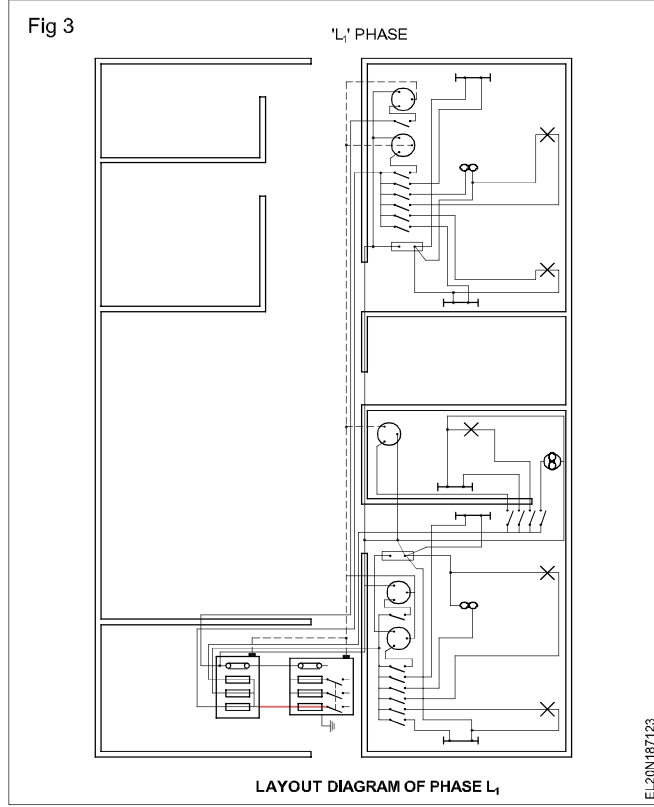 Fig 3
'L₁' PHASE
LAYOUT DIAGRAM OF PHASE L₁
EL20N187123